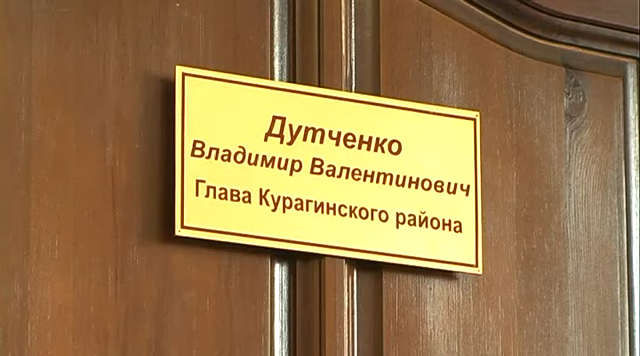 Дутченко
Владимир Валентинович
Глава Курагинского района